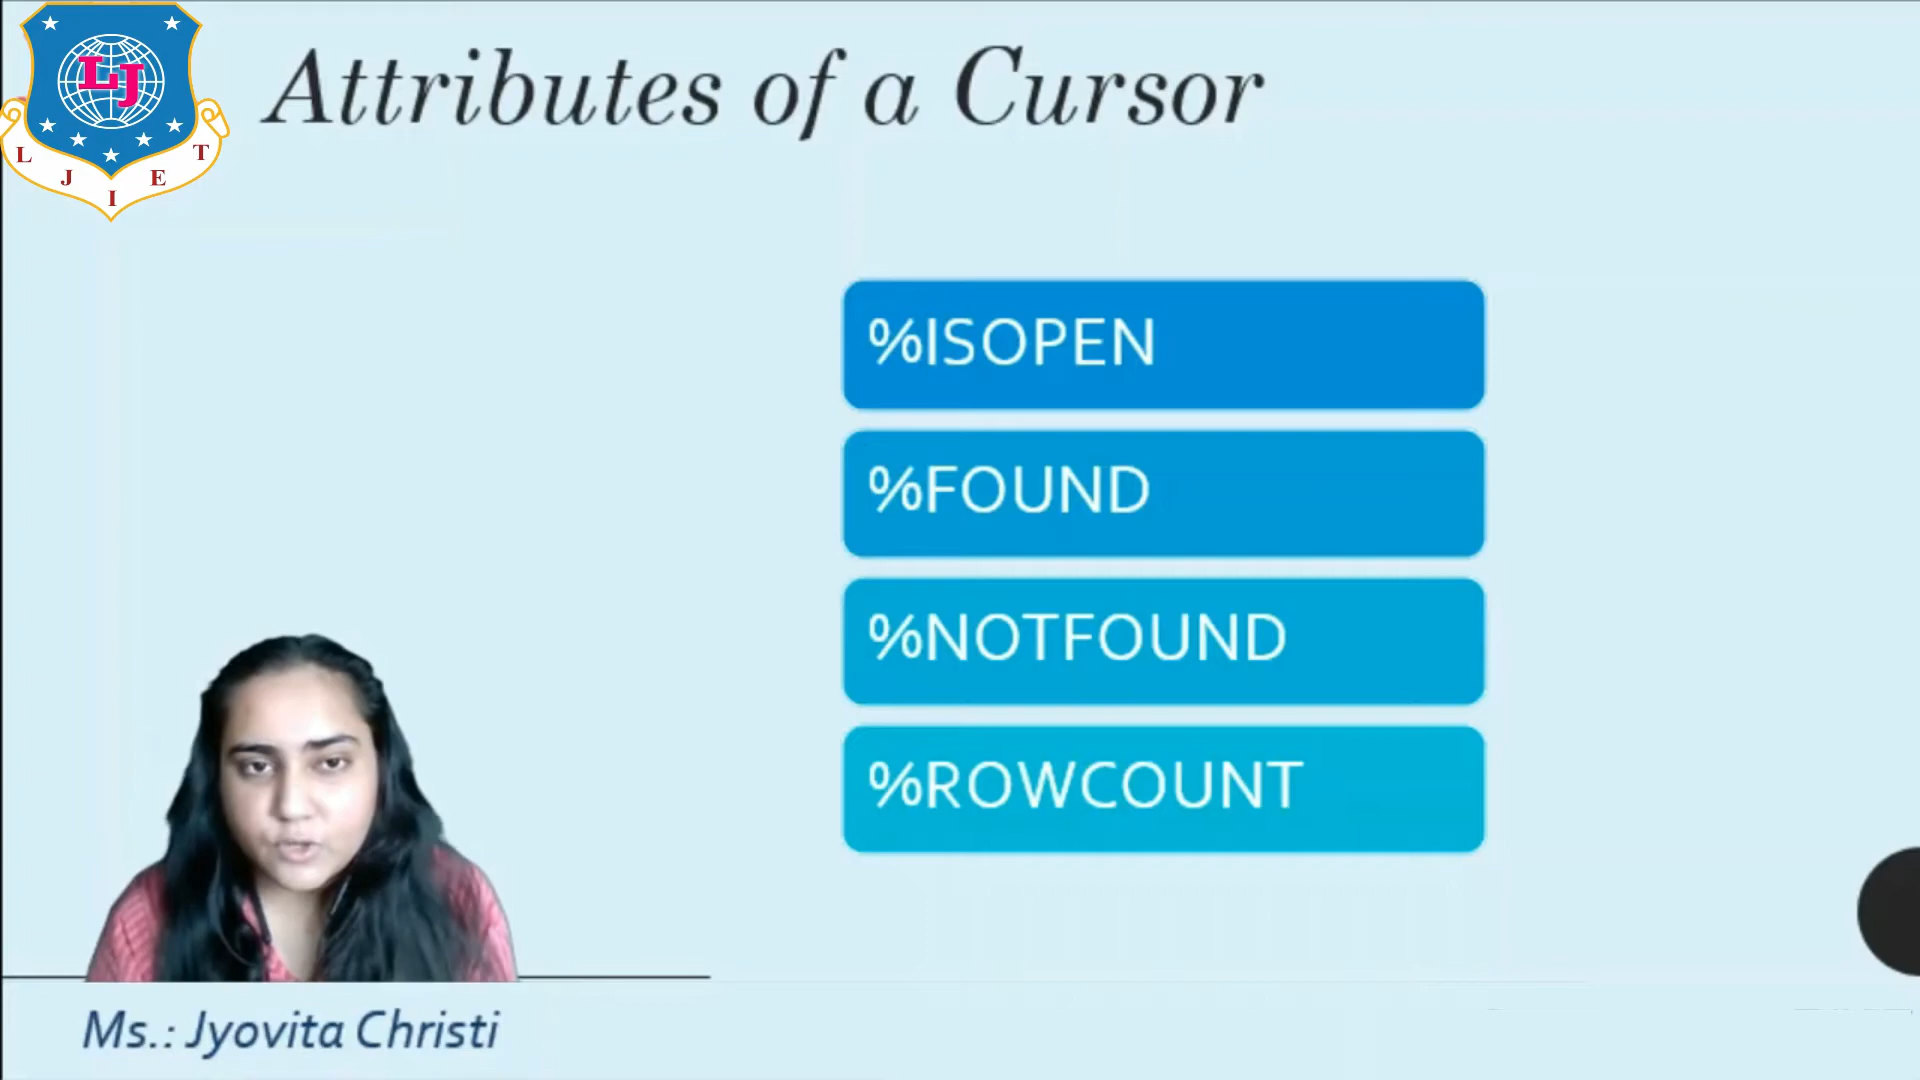 LJ
L J I E T
Attributes of a Cursor
%ISOPEN
%FOUND
%NOTFOUND
%ROWCOUNT
Ms.: Jyovita Christi